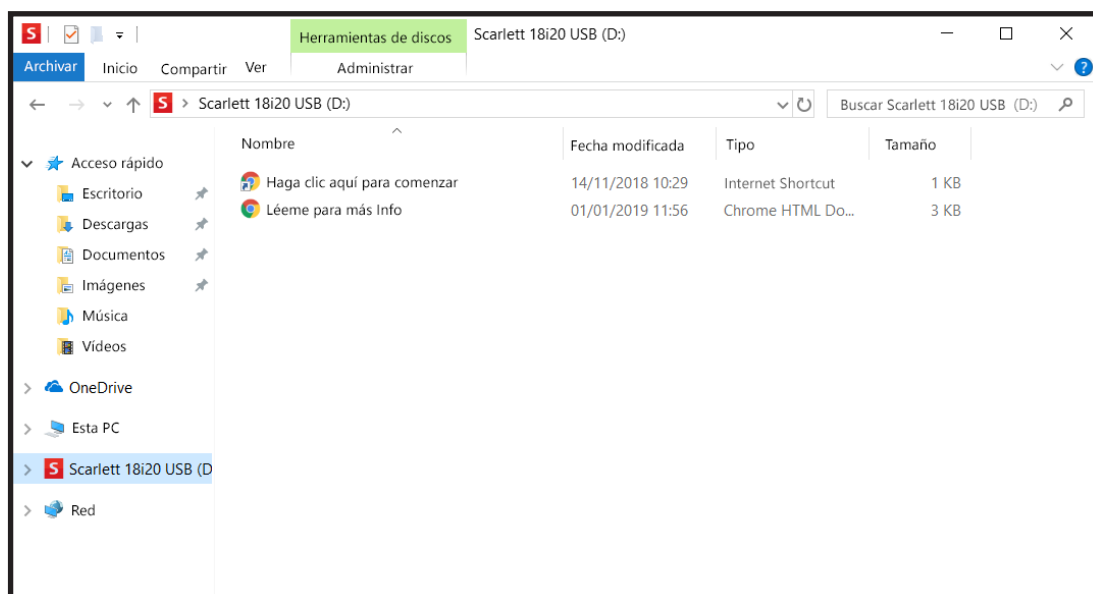 S
Herramientas de discos Scarlett 18i20 USB (D:)
Archivar Inicio Compartir Ver Administrar ?
S > Scarlett 18i20 USB (D:) Buscar Scarlett 18i20 USB (D:)
Nombre Fecha modificada Tipo Tamaño
Acceso rápido
Haga clic aquí para comenzar 14/11/2018 10:29 Internet Shortcut 1 KB
Escritorio
Léeme para más Info 01/01/2019 11:56 Chrome HTML Do... 3 KB
Descargas
Documentos
Imágenes
Música
Vídeos
OneDrive
Esta PC
S Scarlett 18i20 USB (D
Red